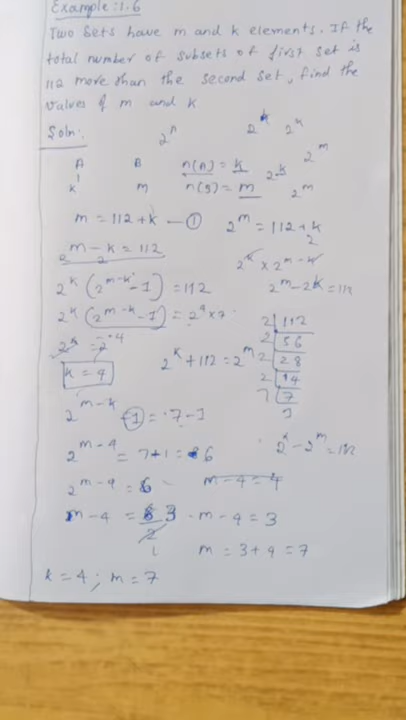 Example:1.6
Two sets have m and k elements. If the
total number of subsets of first set is
112 more than the second set, find the
values of m and k.
Soln:
2^n 2^k 2^k
A B n(A) = k 2^k 2^m
k m n(B) = m 2^m
m = 112 + k — ① 2^m = 112 + 2^k
2^m - 2^k = 112 2^k × 2^m-k
2^k (2^m-k - 1) = 112 2^m - 2^k = 112
2^k (2^m-k - 1) = 2^4 × 7
2^k = 2^4
k = 4 2^k + 112 = 2^m
2 | 112
2 | 56
2 | 28
2 | 14
7 | 7
1
2^m-k - 1 = 7 - 1
2^m-4 = 7 + 1 = 6 2^k - 2^m = 112
2^m-4 = 6 m - 4 = 4
m - 4 = 3 m - 4 = 3
m = 3 + 4 = 7
k = 4 ; m = 7